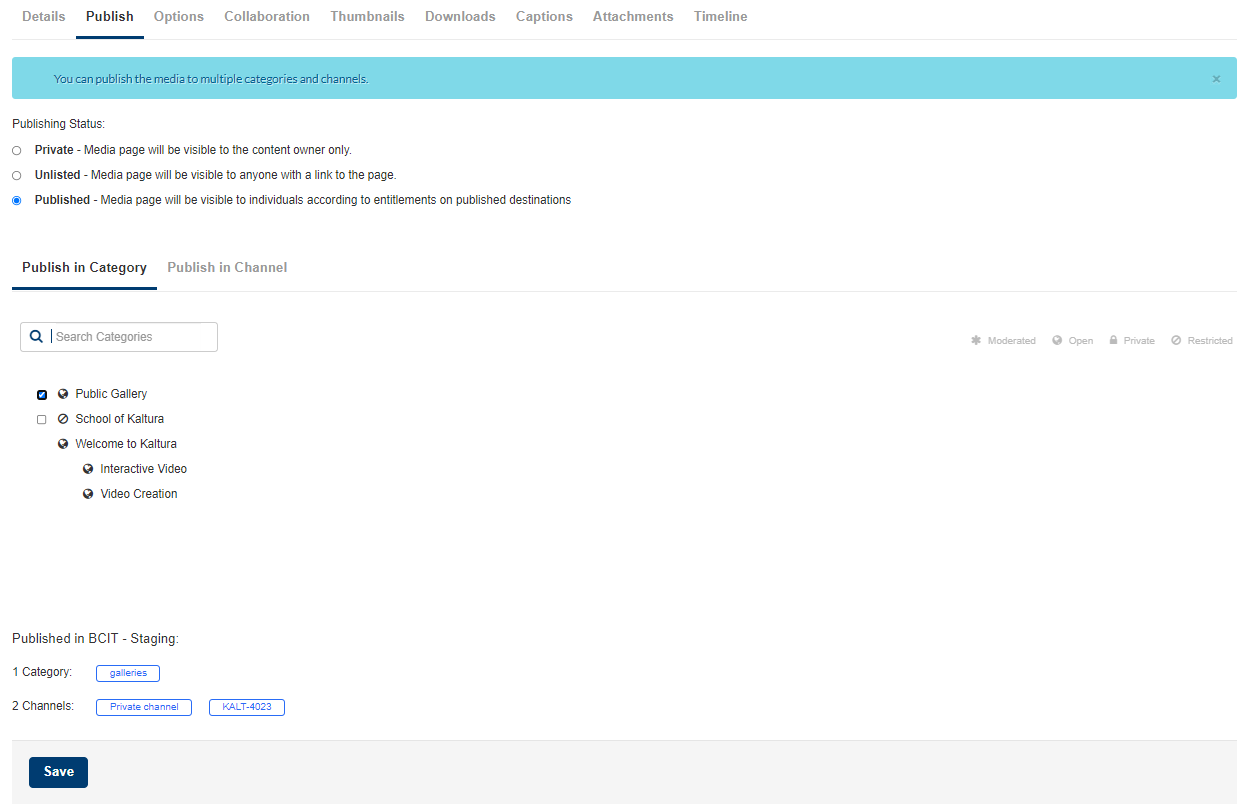 Details Publish Options Collaboration Thumbnails Downloads Captions Attachments Timeline
You can publish the media to multiple categories and channels. ×
Publishing Status:
Private - Media page will be visible to the content owner only.
Unlisted - Media page will be visible to anyone with a link to the page.
Published - Media page will be visible to individuals according to entitlements on published destinations
Publish in Category Publish in Channel
Search Categories
Moderated Open Private Restricted
Public Gallery
School of Kaltura
Welcome to Kaltura
Interactive Video
Video Creation
Published in BCIT - Staging:
1 Category: galleries
2 Channels: Private channel KALT-4023
Save